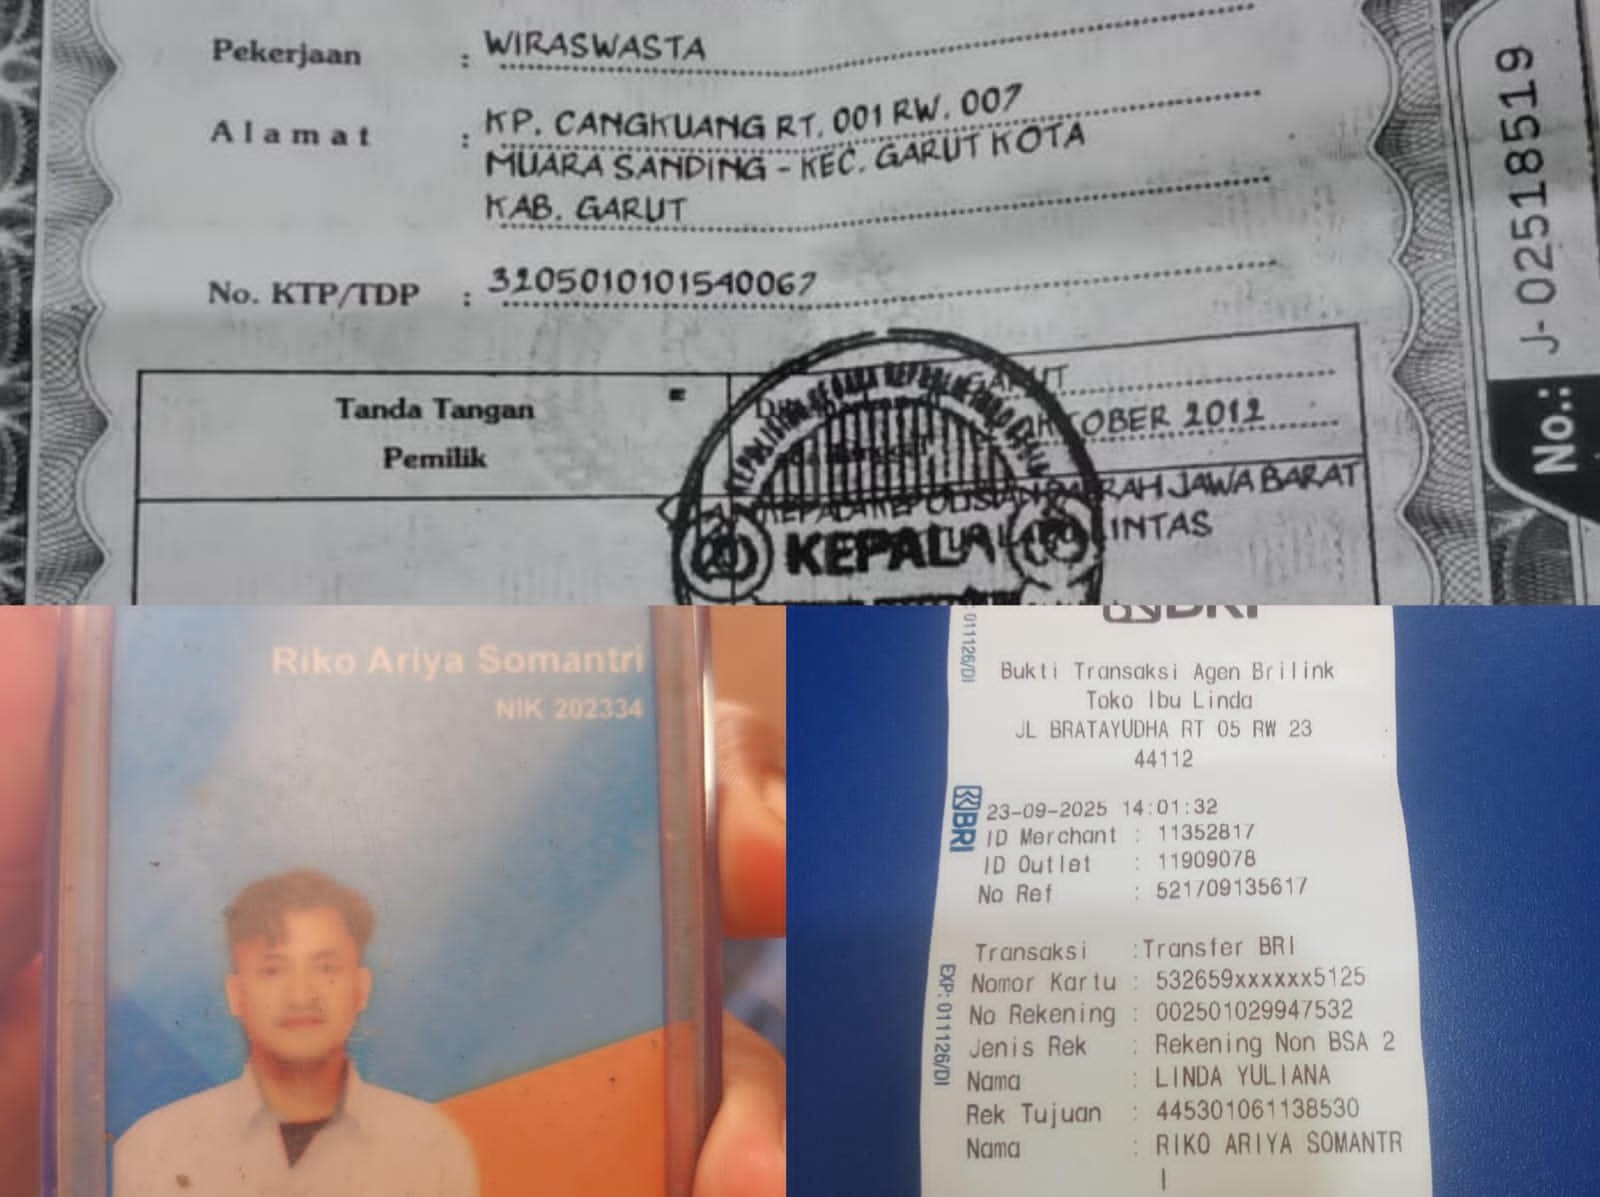 Pekerjaan : WIRASWASTA
Alamat : KP. CANGKUANG RT. 001 RW. 007
MUARA SANDING - KEC. GARUT KOTA
KAB. GARUT
No. KTP/TDP : 3205010101540067
Tanda Tangan
Pemilik
GARUT
OKTOBER 2012
JAWA BARAT
KEPALA
No.: J-02518519
Riko Ariya Somantri
NIK 202334
BRI
011126/DI
Bukti Transaksi Agen Brilink
Toko Ibu Linda
JL BRATAYUDHA RT 05 RW 23
44112
BRI
23-09-2025 14:01:32
ID Merchant : 11352817
ID Outlet : 11909078
No Ref : 521709135617
EXP: 011126/DI
Transaksi :Transfer BRI
Nomor Kartu : 532659xxxxxx5125
No Rekening : 002501029947532
Jenis Rek : Rekening Non BSA 2
Nama : LINDA YULIANA
Rek Tujuan : 445301061138530
Nama : RIKO ARIYA SOMANTR
I